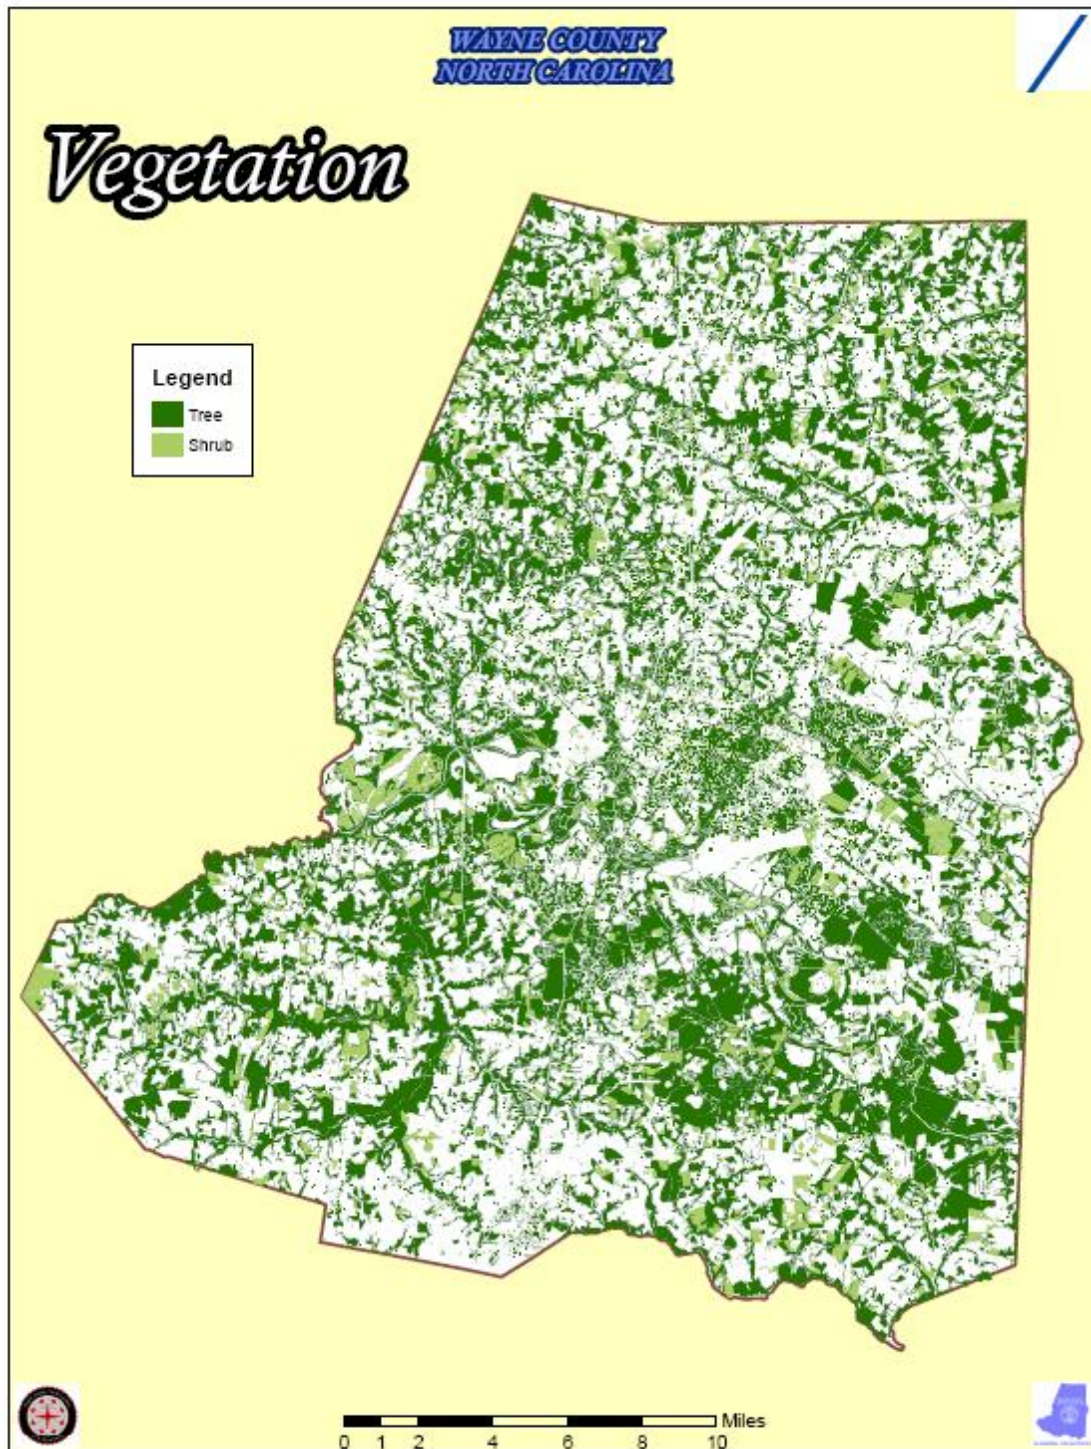 WAYNE COUNTY
NORTH CAROLINA
Vegetation
Legend
Tree
Shrub
Miles
0 1 2 4 6 8 10